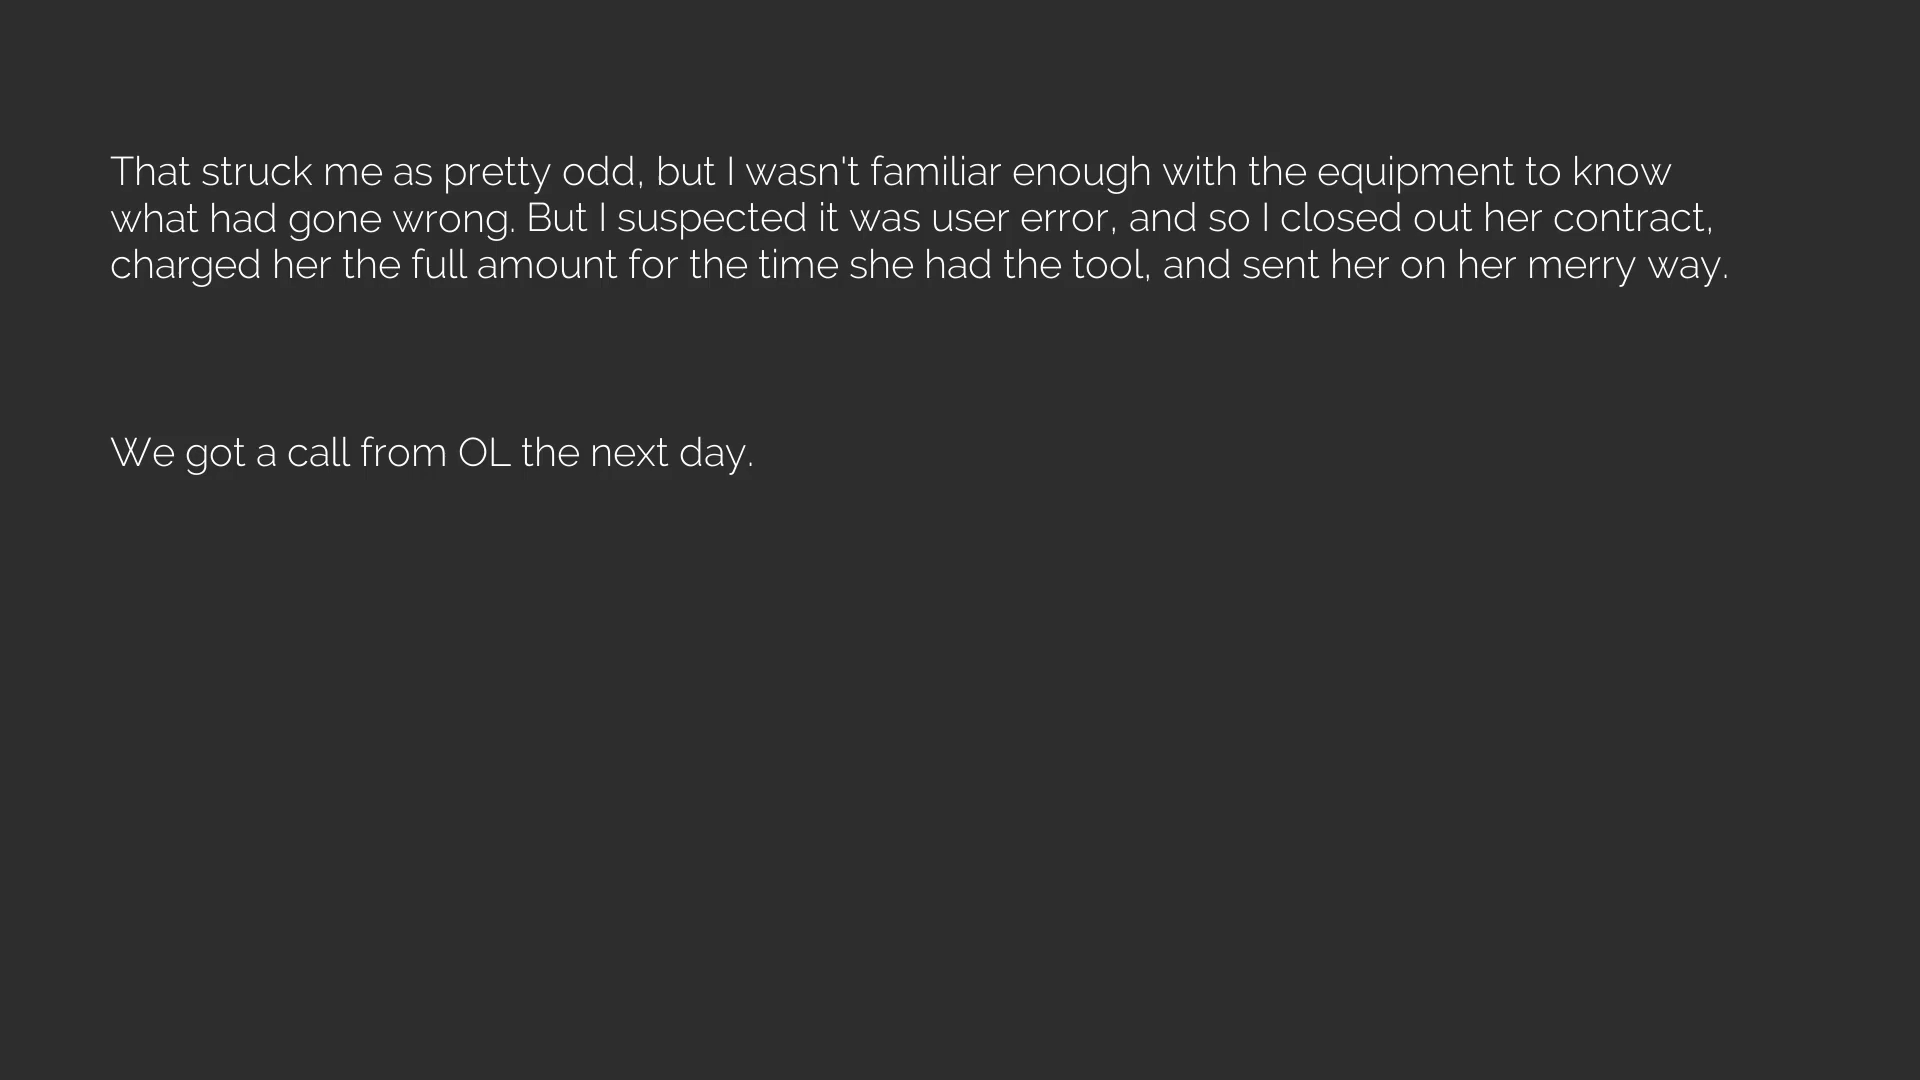 That struck me as pretty odd, but I wasn't familiar enough with the equipment to know
what had gone wrong. But I suspected it was user error, and so I closed out her contract,
charged her the full amount for the time she had the tool, and sent her on her merry way.
We got a call from OL the next day.